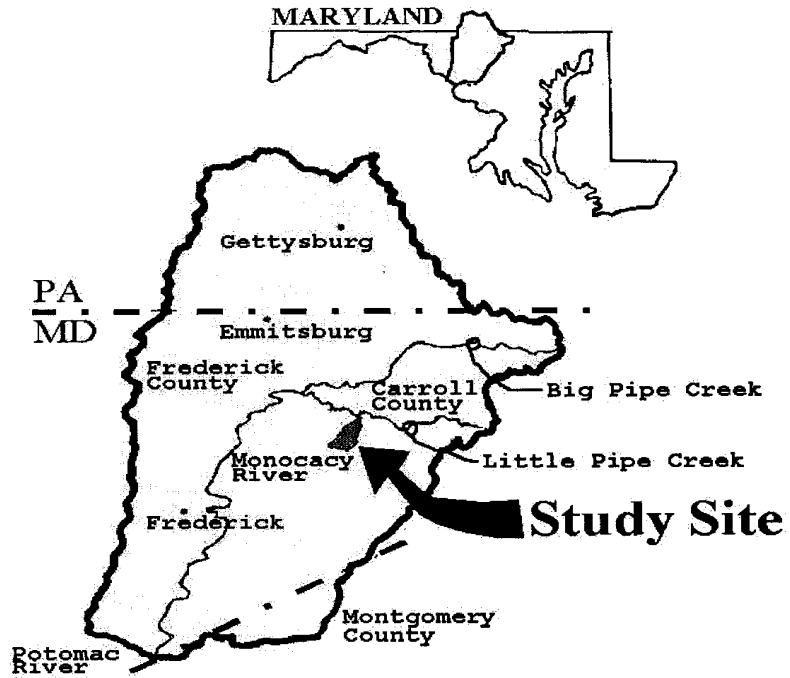 MARYLAND
Gettysburg
PA
MD
Emmitsburg
Frederick
County
Carroll
County
Big Pipe Creek
Monocacy
River
Little Pipe Creek
Frederick
Study Site
Montgomery
County
Potomac
River